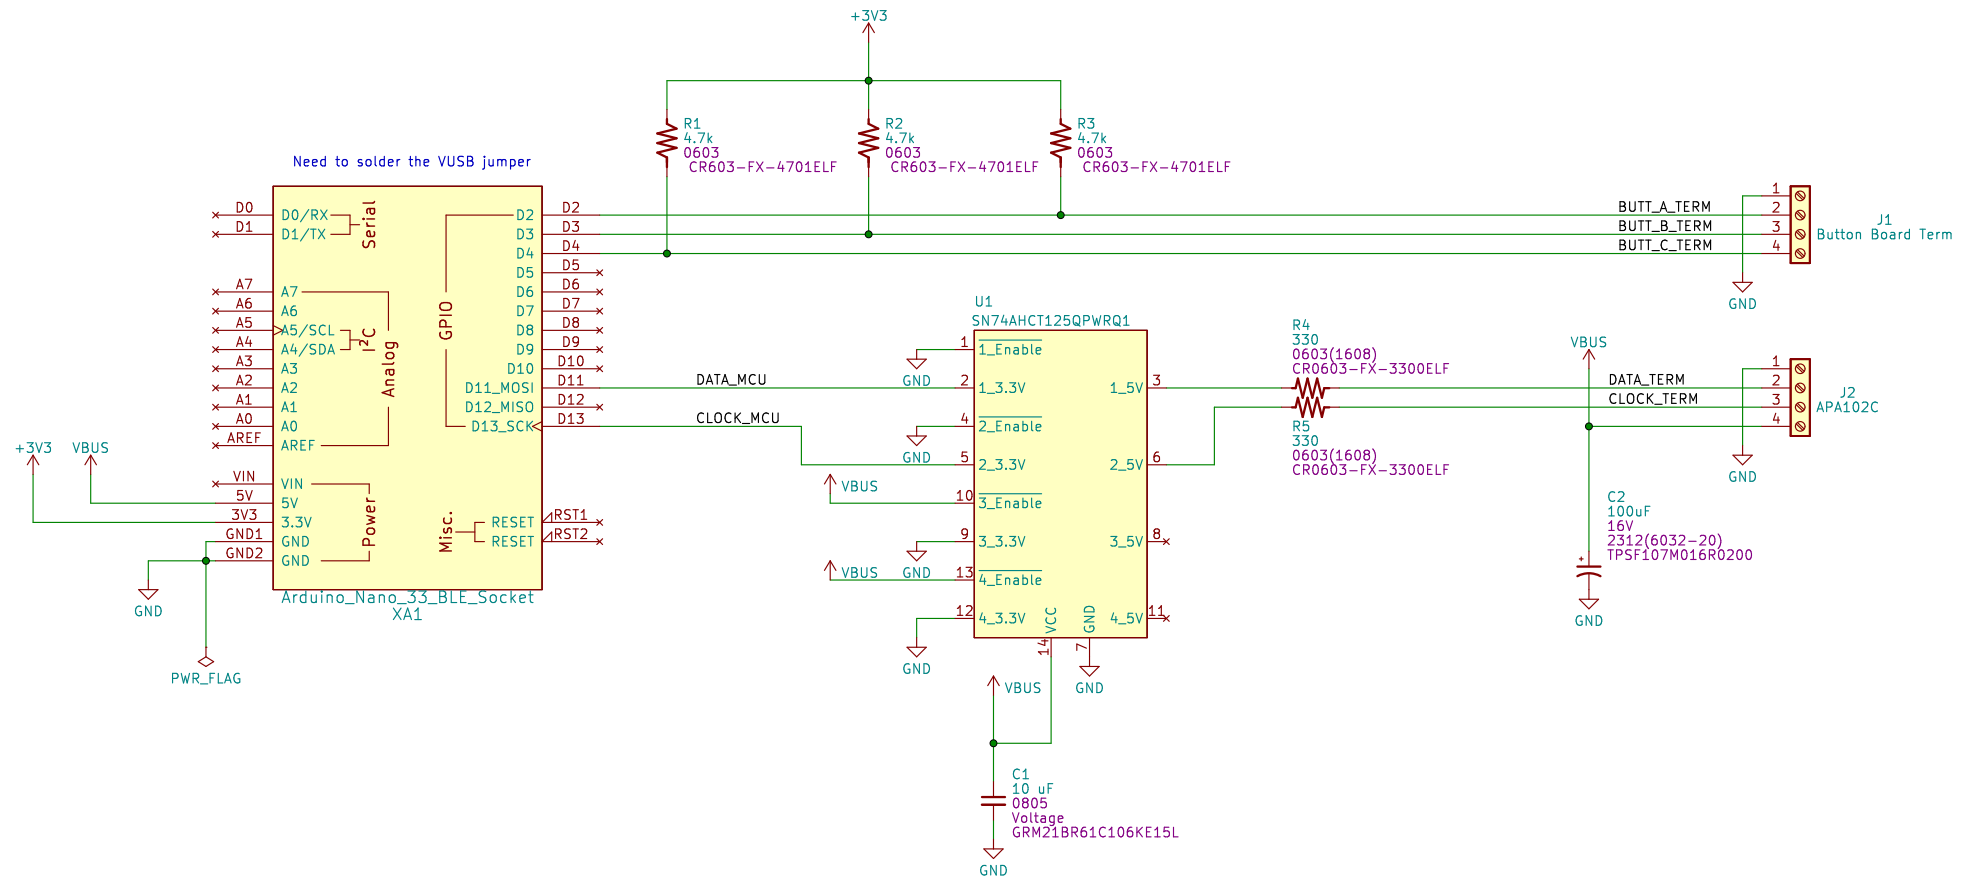 +3V3
R1
4.7k
0603
CR603-FX-4701ELF
R2
4.7k
0603
CR603-FX-4701ELF
R3
4.7k
0603
CR603-FX-4701ELF
Need to solder the VUSB jumper
D0
D1
A7
A6
A5
A4
A3
A2
A1
A0
AREF
VIN
5V
3V3
GND1
GND2
D0/RX
D1/TX
Serial
A7
A6
A5/SCL
A4/SDA
I²C
A3
A2
A1
A0
AREF
Analog
VIN
5V
3.3V
GND
GND
Power
GPIO
D2
D3
D4
D5
D6
D7
D8
D9
D10
D11_MOSI
D12_MISO
D13_SCK
Misc.
RESET
RESET
D2
D3
D4
D5
D6
D7
D8
D9
D10
D11
D12
D13
RST1
RST2
Arduino_Nano_33_BLE_Socket
XA1
+3V3
VBUS
GND
PWR_FLAG
DATA_MCU
CLOCK_MCU
U1
SN74AHCT125QPWRQ1
1
2
4
5
10
9
13
12
1_Enable
1_3.3V
2_Enable
2_3.3V
3_Enable
3_3.3V
4_Enable
4_3.3V
VCC
GND
1_5V
2_5V
3_5V
4_5V
3
6
8
11
14
7
GND
GND
VBUS
GND
VBUS
GND
GND
VBUS
C1
10 uF
0805
Voltage
GRM21BR61C106KE15L
GND
R4
330
0603(1608)
CR0603-FX-3300ELF
R5
330
0603(1608)
CR0603-FX-3300ELF
BUTT_A_TERM
BUTT_B_TERM
BUTT_C_TERM
1
2
3
4
J1
Button Board Term
GND
VBUS
DATA_TERM
CLOCK_TERM
1
2
3
4
J2
APA102C
GND
C2
100uF
16V
2312(6032-20)
TPSF107M016R0200
GND